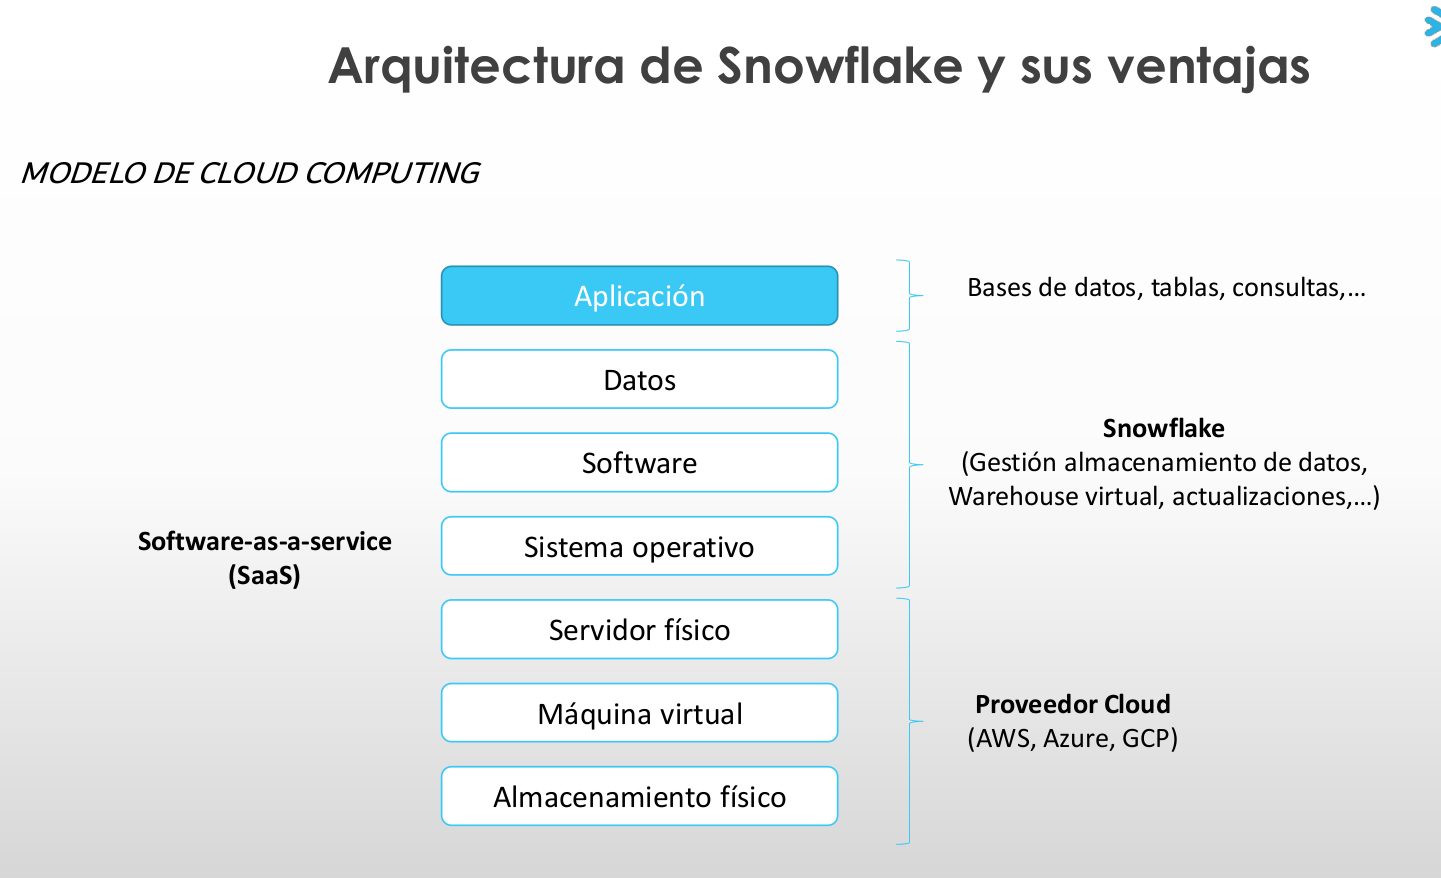 Arquitectura de Snowflake y sus ventajas
MODELO DE CLOUD COMPUTING
Aplicación
Bases de datos, tablas, consultas,...
Datos
Software
Snowflake
(Gestión almacenamiento de datos,
Warehouse virtual, actualizaciones,...)
Sistema operativo
Software-as-a-service
(SaaS)
Servidor físico
Máquina virtual
Proveedor Cloud
(AWS, Azure, GCP)
Almacenamiento físico